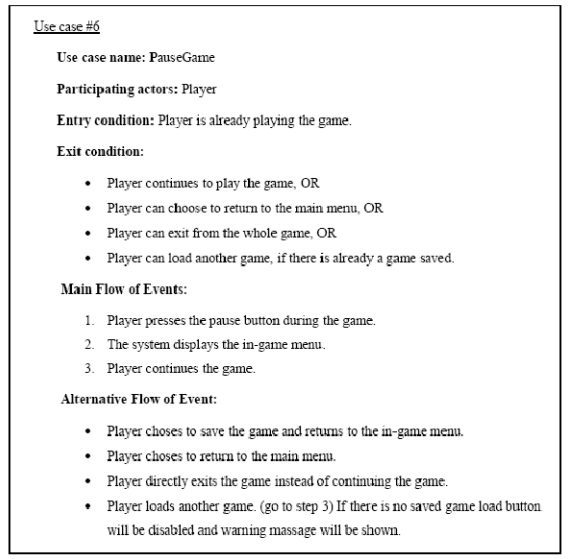 Use case #6
Use case name: PauseGame
Participating actors: Player
Entry condition: Player is already playing the game.
Exit condition:
• Player continues to play the game, OR
• Player can choose to return to the main menu, OR
• Player can exit from the whole game, OR
• Player can load another game, if there is already a game saved.
Main Flow of Events:
1. Player presses the pause button during the game.
2. The system displays the in-game menu.
3. Player continues the game.
Alternative Flow of Event:
• Player choses to save the game and returns to the in-game menu.
• Player choses to return to the main menu.
• Player directly exits the game instead of continuing the game.
• Player loads another game. (go to step 3) If there is no saved game load button
will be disabled and warning massage will be shown.